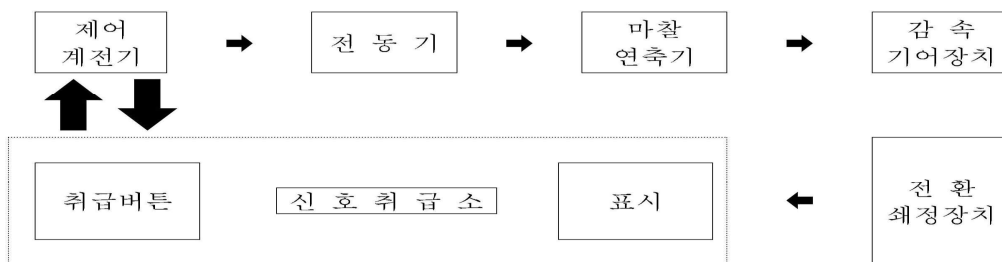 제어
계전기
전 동 기
마찰
연축기
감 속
기어장치
취급버튼
신 호 취 급 소
표시
전 환
쇄정장치